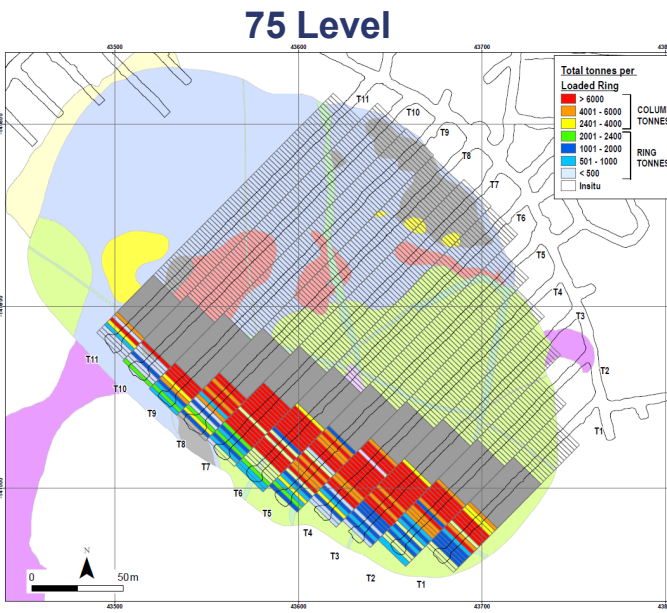 75 Level
43500
43600
43700
Total tonnes per
Loaded Ring
> 6000
4001 - 6000
2401 - 4000
2001 - 2400
1001 - 2000
501 - 1000
< 500
Insitu
COLUM
TONNES
RING
TONNES
T11
T10
T9
T8
T7
T6
T5
T4
T3
T2
T1
T11
T10
T9
T8
T7
T6
T5
T4
T3
T2
T1
N
0
50 m
43500
43600
43700